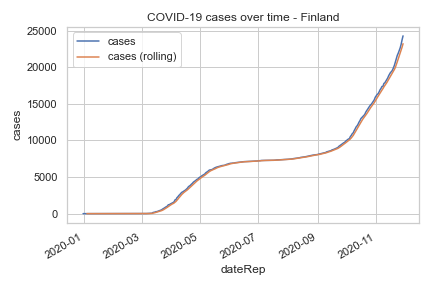 COVID-19 cases over time - Finland
cases
cases (rolling)
25000
20000
15000
10000
5000
0
cases
2020-01
2020-03
2020-05
2020-07
2020-09
2020-11
dateRep